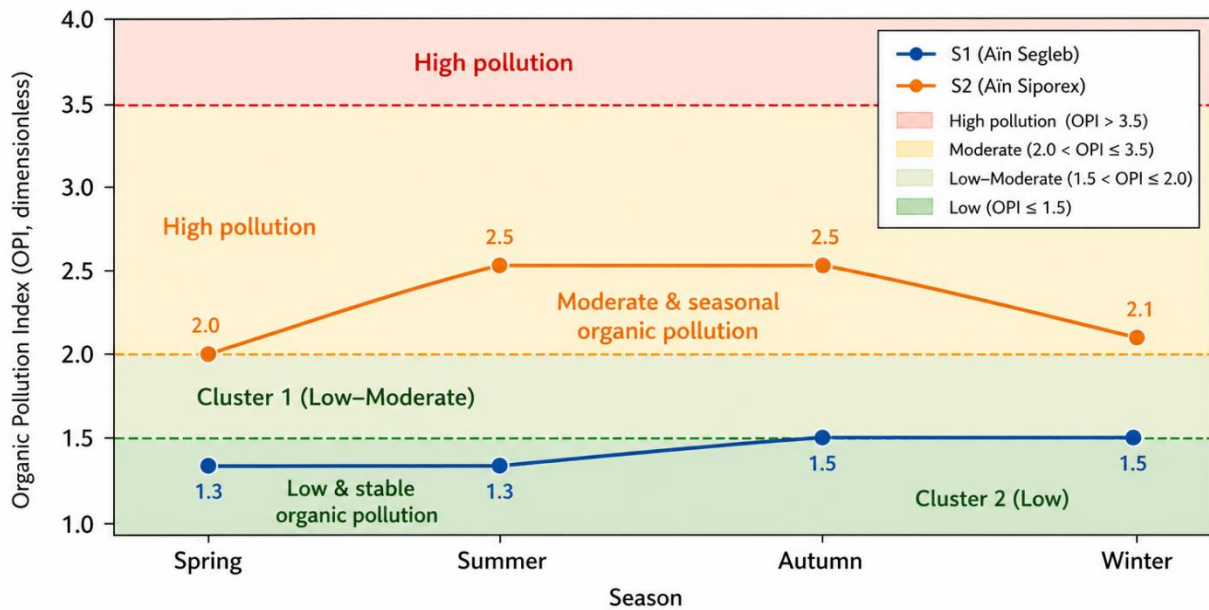 4.0
3.5
3.0
2.5
2.0
1.5
1.0
Organic Pollution Index (OPI, dimensionless)
High pollution
S1 (Aïn Segleb)
S2 (Aïn Siporex)
High pollution (OPI > 3.5)
Moderate (2.0 < OPI ≤ 3.5)
Low–Moderate (1.5 < OPI ≤ 2.0)
Low (OPI ≤ 1.5)
High pollution
2.0
2.5
2.5
2.1
Moderate & seasonal
organic pollution
Cluster 1 (Low–Moderate)
1.3
1.3
1.5
1.5
Low & stable
organic pollution
Cluster 2 (Low)
Spring
Summer
Autumn
Winter
Season